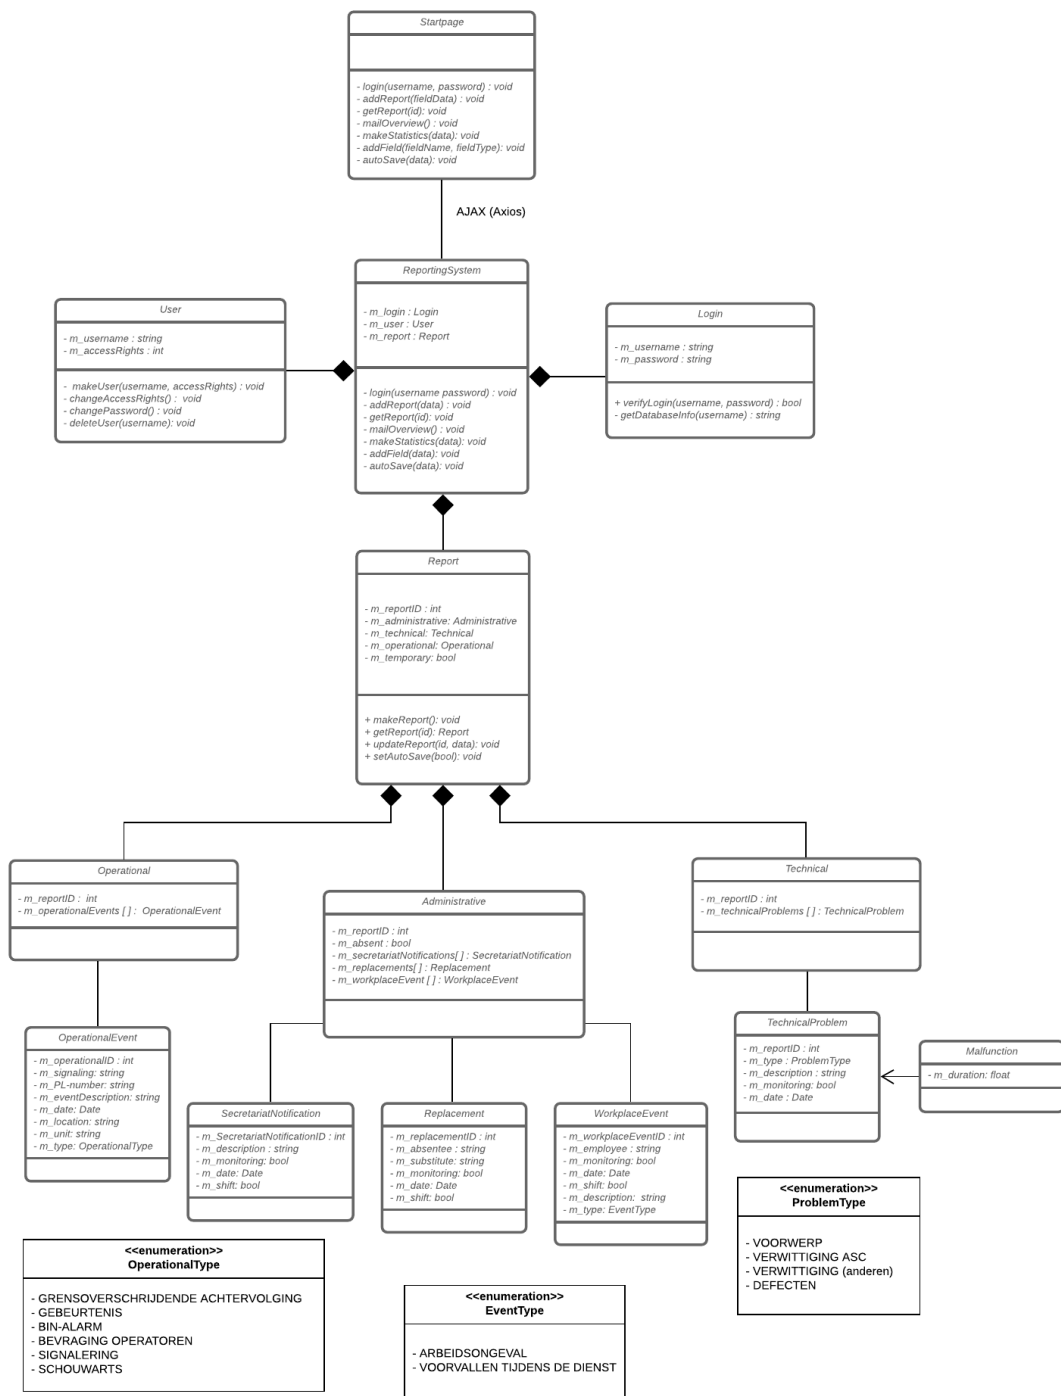 Startpage
- login(username, password) : void
- addReport(fieldData) : void
- getReport(id): void
- mailOverview() : void
- makeStatistics(data): void
- addField(fieldName, fieldType): void
- autoSave(data): void
AJAX (Axios)
ReportingSystem
- m_login : Login
- m_user : User
- m_report : Report
- login(username password) : void
- addReport(data) : void
- getReport(id): void
- mailOverview() : void
- makeStatistics(data): void
- addField(data): void
- autoSave(data): void
User
- m_username : string
- m_accessRights : int
- makeUser(username, accessRights) : void
- changeAccessRights() : void
- changePassword() : void
- deleteUser(username): void
Login
- m_username : string
- m_password : string
+ verifyLogin(username, password) : bool
- getDatabaseInfo(username) : string
Report
- m_reportID : int
- m_administrative: Administrative
- m_technical: Technical
- m_operational: Operational
- m_temporary: bool
+ makeReport(): void
+ getReport(id): Report
+ updateReport(id, data): void
+ setAutoSave(bool): void
Operational
- m_reportID : int
- m_operationalEvents [ ] : OperationalEvent
Administrative
- m_reportID : int
- m_absent : bool
- m_secretariatNotifications[ ] : SecretariatNotification
- m_replacements[ ] : Replacement
- m_workplaceEvent [ ] : WorkplaceEvent
Technical
- m_reportID : int
- m_technicalProblems [ ] : TechnicalProblem
OperationalEvent
- m_operationalID : int
- m_signaling: string
- m_PL-number: string
- m_eventDescription: string
- m_date: Date
- m_location: string
- m_unit: string
- m_type: OperationalType
TechnicalProblem
- m_reportID : int
- m_type : ProblemType
- m_description : string
- m_monitoring: bool
- m_date : Date
Malfunction
- m_duration: float
SecretariatNotification
- m_SecretariatNotificationID : int
- m_description : string
- m_monitoring: bool
- m_date: Date
- m_shift: bool
Replacement
- m_replacementID : int
- m_absentee : string
- m_substitute: string
- m_monitoring: bool
- m_date: Date
- m_shift: bool
WorkplaceEvent
- m_workplaceEventID : int
- m_employee : string
- m_monitoring: bool
- m_date: Date
- m_shift: bool
- m_description: string
- m_type: EventType
<<enumeration>>
ProblemType
- VOORWERP
- VERWITTIGING ASC
- VERWITTIGING (anderen)
- DEFECTEN
<<enumeration>>
OperationalType
- GRENSOVERSCHRIJDENDE ACHTERVOLGING
- GEBEURTENIS
- BIN-ALARM
- BEVRAGING OPERATOREN
- SIGNALERING
- SCHOUWARTS
<<enumeration>>
EventType
- ARBEIDSONGEVAL
- VOORVALLEN TIJDENS DE DIENST